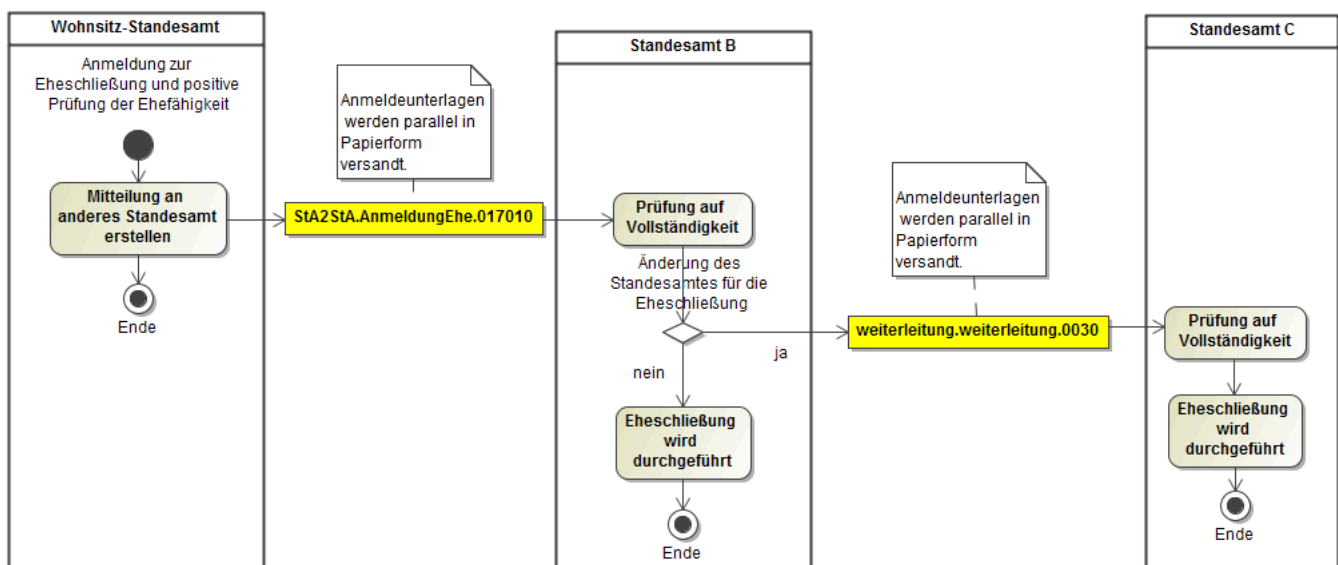 Wohnsitz-Standesamt
Anmeldung zur
Eheschließung und positive
Prüfung der Ehefähigkeit
Mitteilung an
anderes Standesamt
erstellen
Ende
Anmeldeunterlagen
werden parallel in
Papierform
versandt.
StA2StA.AnmeldungEhe.017010
Standesamt B
Prüfung auf
Vollständigkeit
Änderung des
Standesamtes für die
Eheschließung
ja
nein
Eheschließung
wird
durchgeführt
Ende
Anmeldeunterlagen
werden parallel in
Papierform
versandt.
weiterleitung.weiterleitung.0030
Standesamt C
Prüfung auf
Vollständigkeit
Eheschließung
wird
durchgeführt
Ende